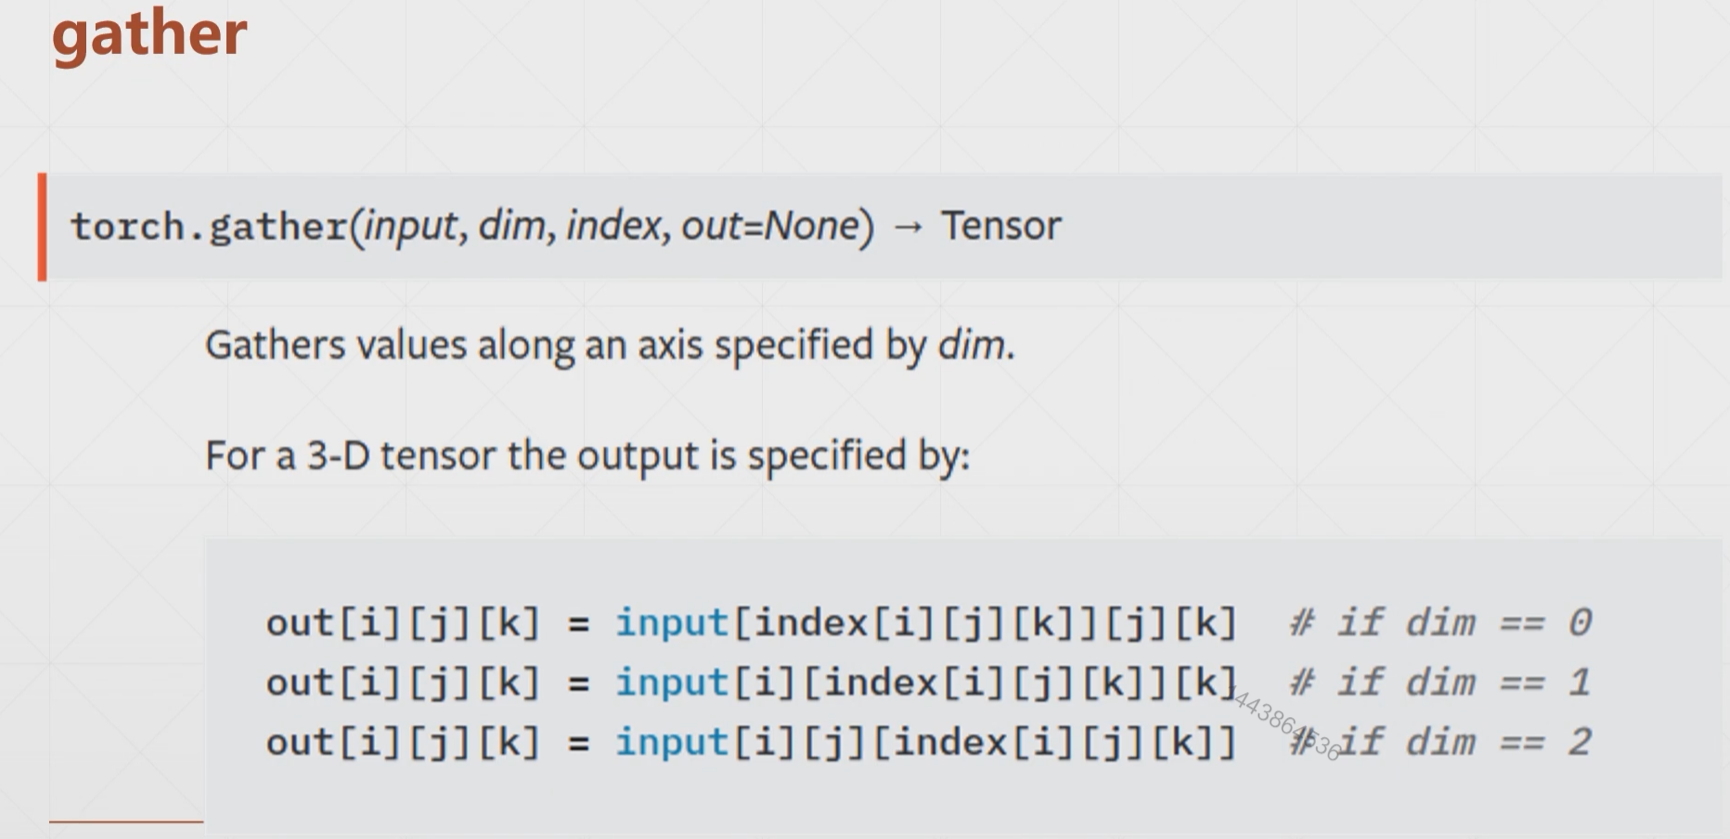 gather
torch.gather(input, dim, index, out=None) → Tensor
Gathers values along an axis specified by dim.
For a 3-D tensor the output is specified by:
out[i][j][k] = input[index[i][j][k]][j][k]  # if dim == 0
out[i][j][k] = input[i][index[i][j][k]][k]  # if dim == 1
out[i][j][k] = input[i][j][index[i][j][k]]  # if dim == 2